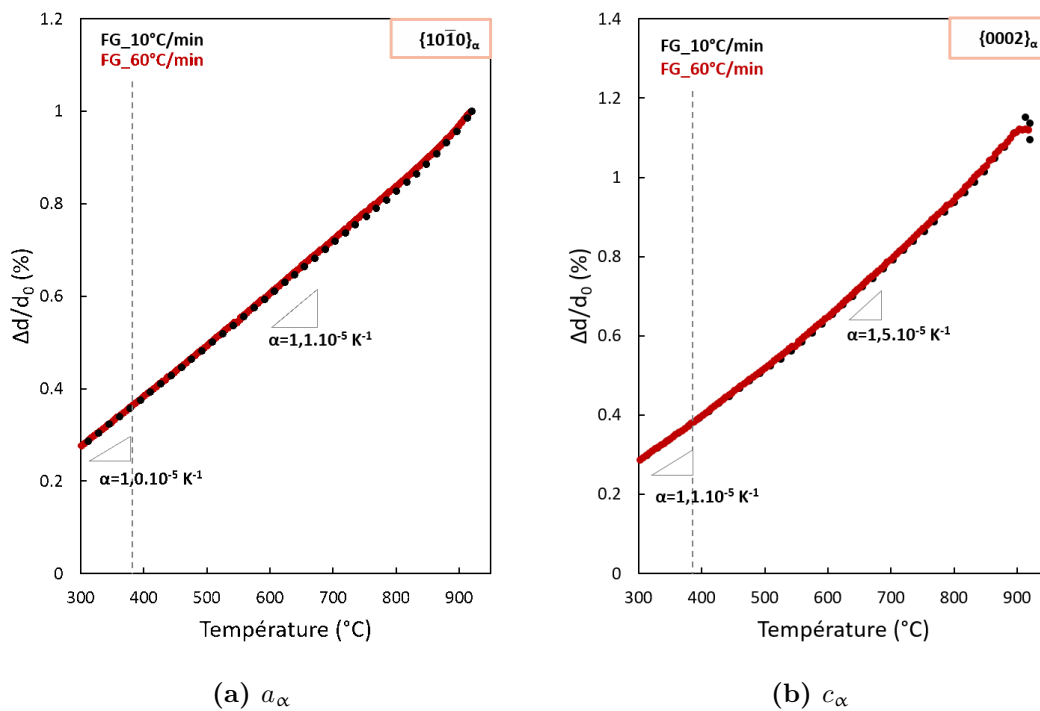 FG_10°C/min
FG_60°C/min
{101̅0}α
Δd/d0 (%)
1.2
1
0.8
0.6
0.4
0.2
0
α=1,1.10-5 K-1
α=1,0.10-5 K-1
300 400 500 600 700 800 900
Température (°C)
(a) aα
FG_10°C/min
FG_60°C/min
{0002}α
Δd/d0 (%)
1.4
1.2
1
0.8
0.6
0.4
0.2
0
α=1,5.10-5 K-1
α=1,1.10-5 K-1
300 400 500 600 700 800 900
Température (°C)
(b) cα